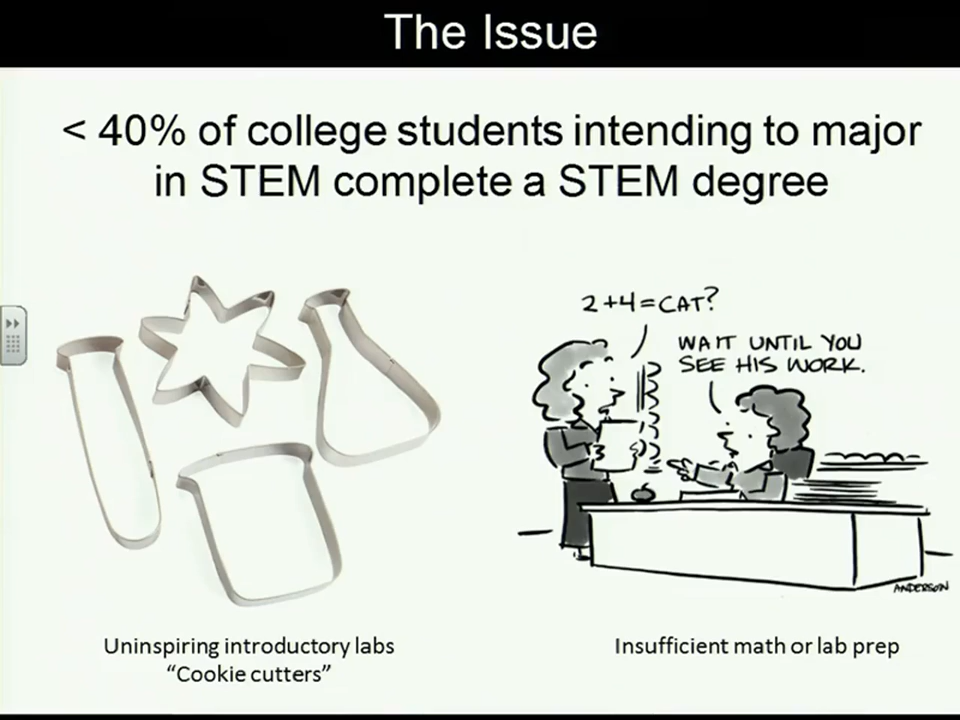 The Issue
< 40% of college students intending to major
in STEM complete a STEM degree
2+4=CAT?
WAIT UNTIL YOU
SEE HIS WORK.
ANDERSON
Uninspiring introductory labs
“Cookie cutters”
Insufficient math or lab prep